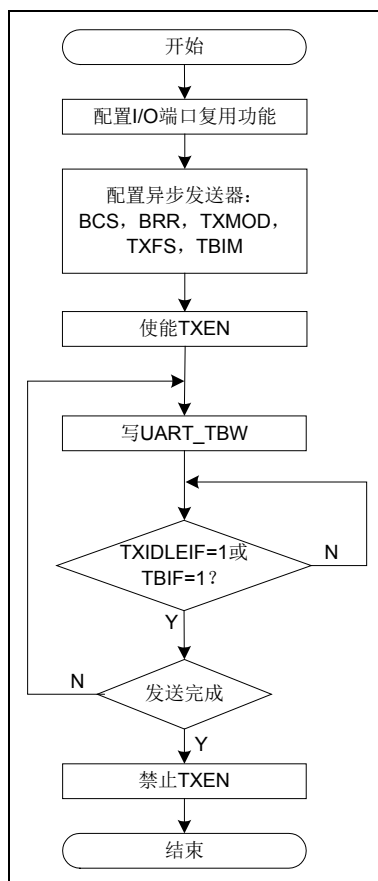 开始
配置I/O端口复用功能
配置异步发送器：
BCS，BRR，TXMOD，
TXFS，TBIM
使能TXEN
写UART_TBW
TXIDLEIF=1或
TBIF=1？
N
Y
发送完成
N
Y
禁止TXEN
结束